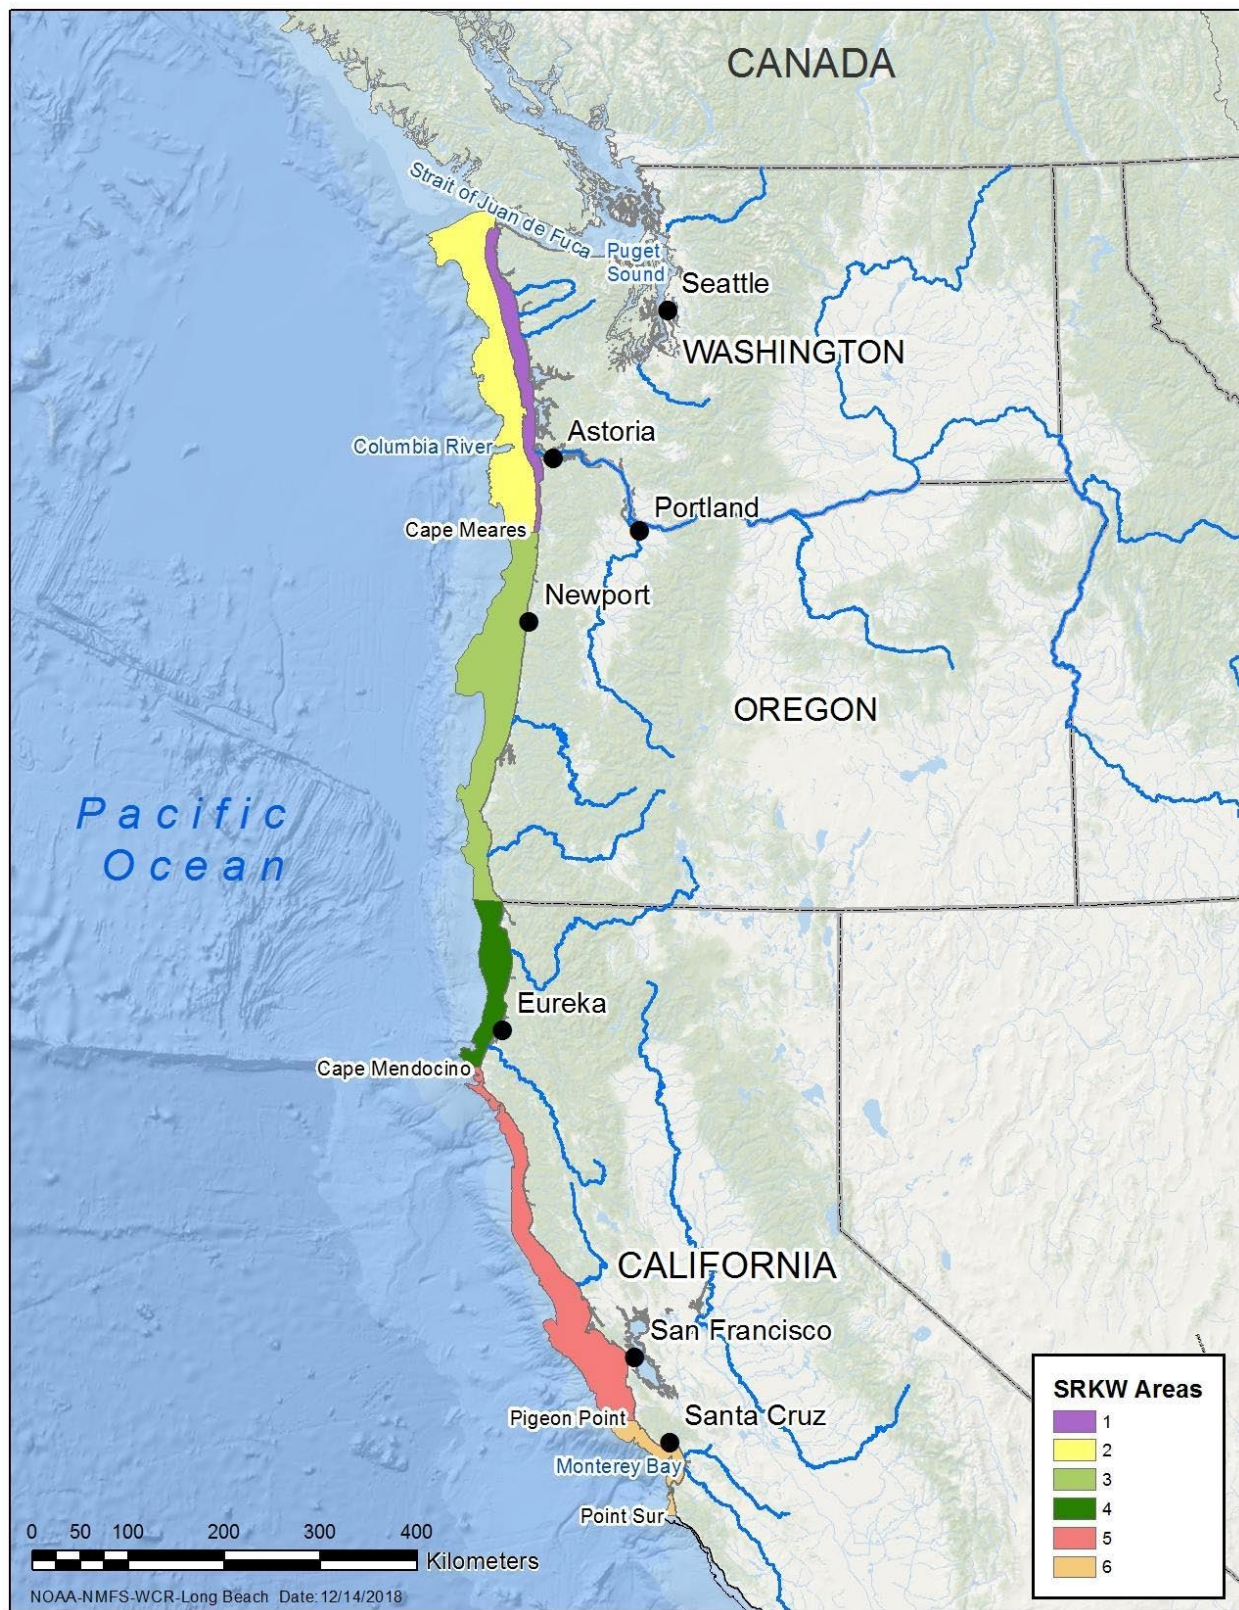 CANADA
Strait of Juan de Fuca
Puget
Sound
Seattle
WASHINGTON
Astoria
Columbia River
Portland
Cape Meares
Newport
OREGON
Pacific
Ocean
Eureka
Cape Mendocino
CALIFORNIA
San Francisco
Pigeon Point
Santa Cruz
Monterey Bay
Point Sur
SRKW Areas
1
2
3
4
5
6
0 50 100 200 300 400
Kilometers
NOAA-NMFS-WCR-Long Beach Date: 12/14/2018